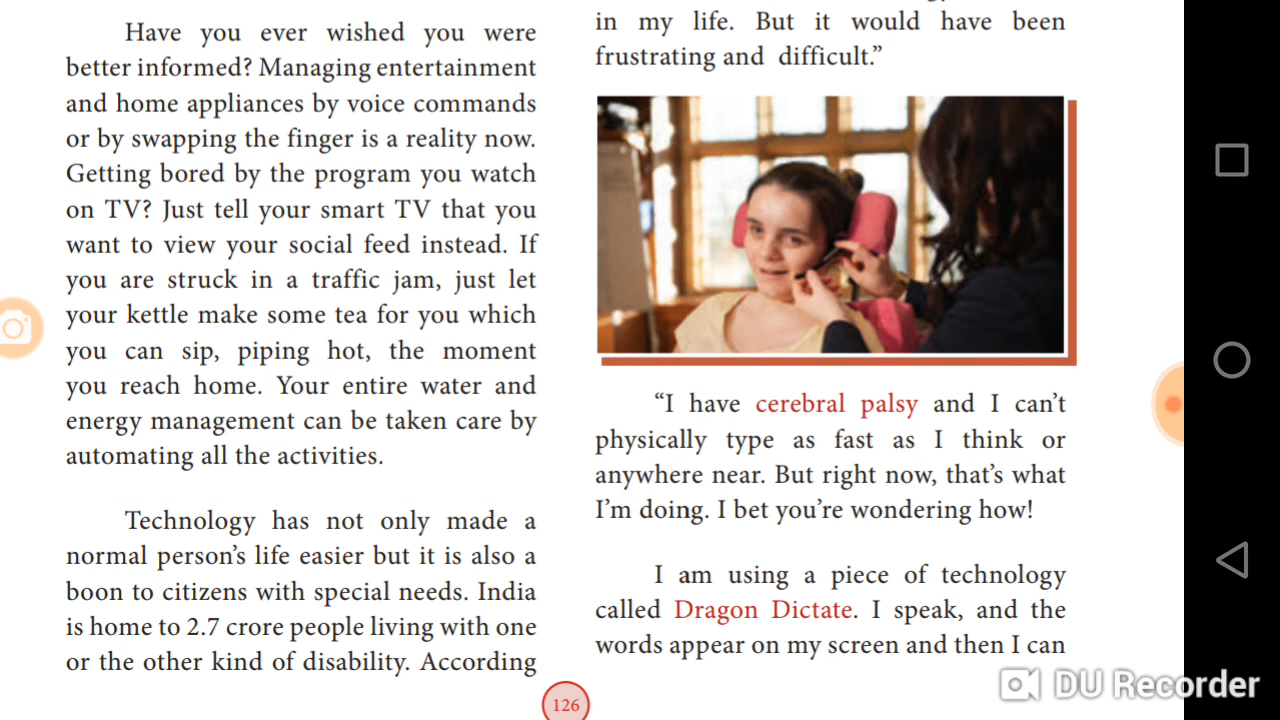 Have you ever wished you were
better informed? Managing entertainment
and home appliances by voice commands
or by swapping the finger is a reality now.
Getting bored by the program you watch
on TV? Just tell your smart TV that you
want to view your social feed instead. If
you are struck in a traffic jam, just let
your kettle make some tea for you which
you can sip, piping hot, the moment
you reach home. Your entire water and
energy management can be taken care by
automating all the activities.
Technology has not only made a
normal person's life easier but it is also a
boon to citizens with special needs. India
is home to 2.7 crore people living with one
or the other kind of disability. According
in my life. But it would have been
frustrating and difficult.”
“I have cerebral palsy and I can't
physically type as fast as I think or
anywhere near. But right now, that's what
I'm doing. I bet you're wondering how!
I am using a piece of technology
called Dragon Dictate. I speak, and the
words appear on my screen and then I can
126
DU Recorder